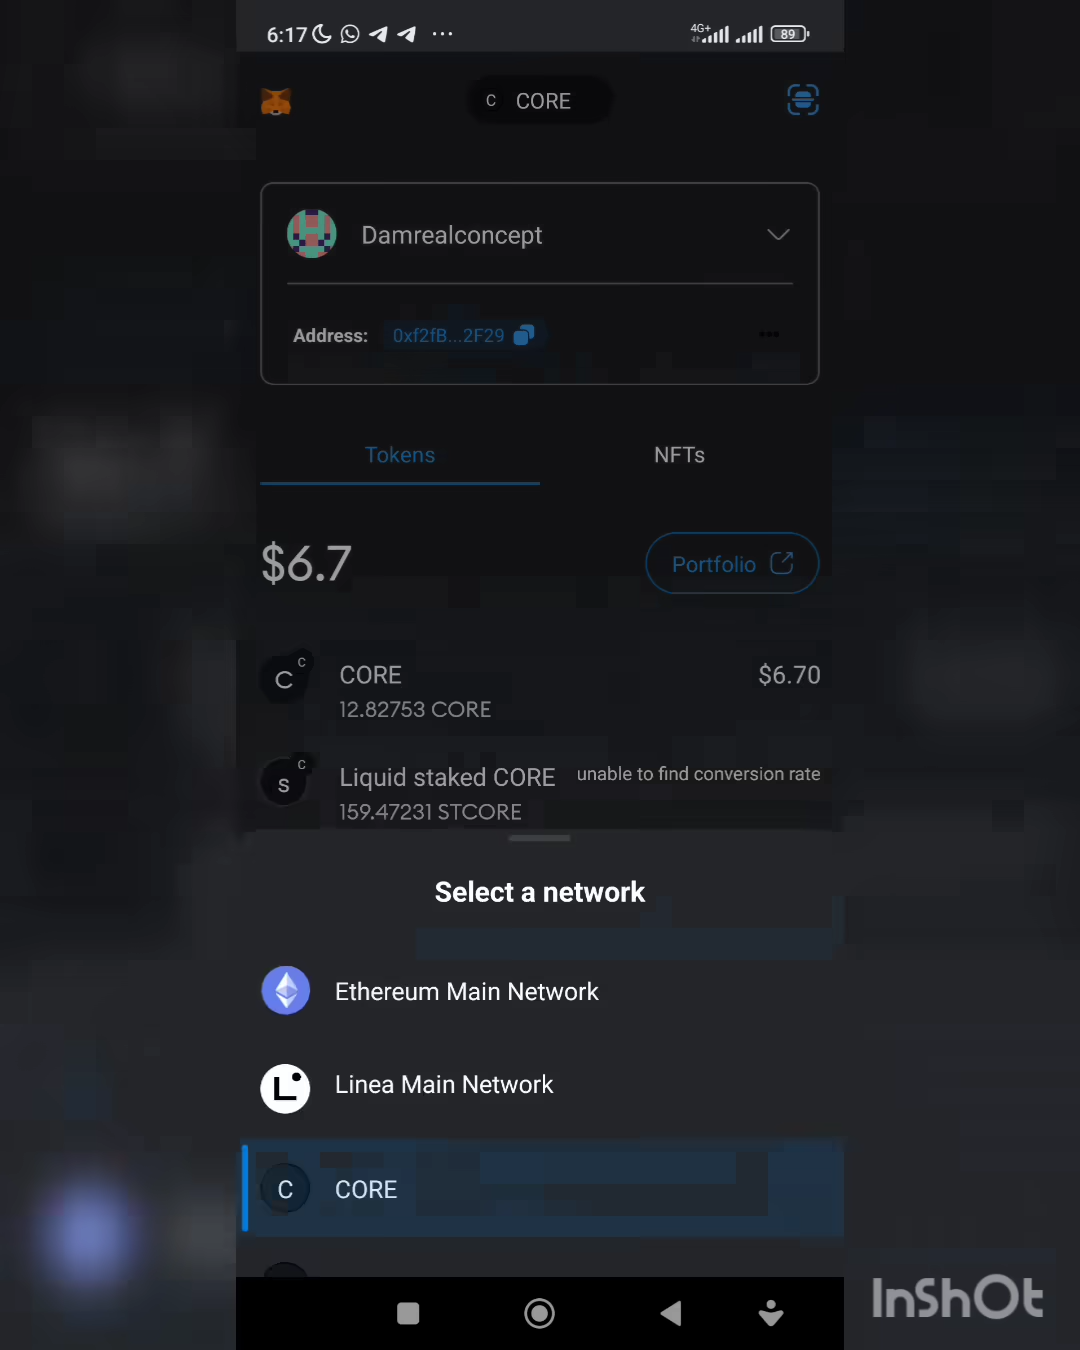 6:17
4G+
89
C CORE
Damrealconcept
Address: 0xf2fB...2F29
Tokens NFTs
$6.7
Portfolio
C
C
CORE
$6.70
12.82753 CORE
C
S
Liquid staked CORE
unable to find conversion rate
159.47231 STCORE
Select a network
Ethereum Main Network
L
Linea Main Network
C
CORE
InShOt